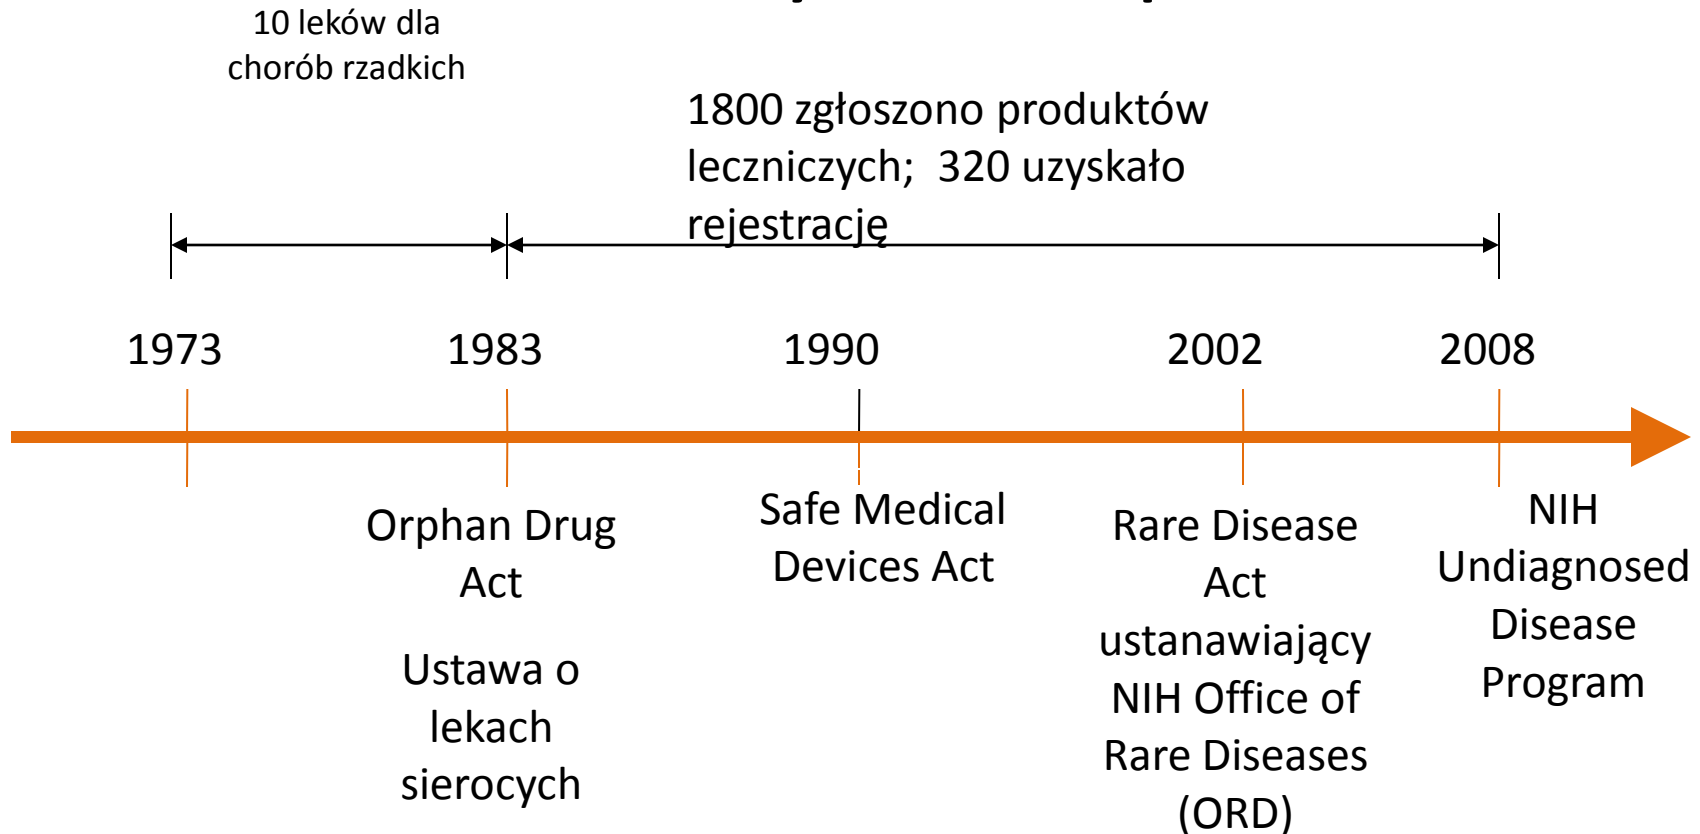 10 leków dla
chorób rzadkich
1800 zgłoszono produktów
leczniczych; 320 uzyskało
rejestrację
1973
1983
1990
2002
2008
Orphan Drug
Act
Ustawa o
lekach
sierocych
Safe Medical
Devices Act
Rare Disease
Act
ustanawiający
NIH Office of
Rare Diseases
(ORD)
NIH
Undiagnosed
Disease
Program